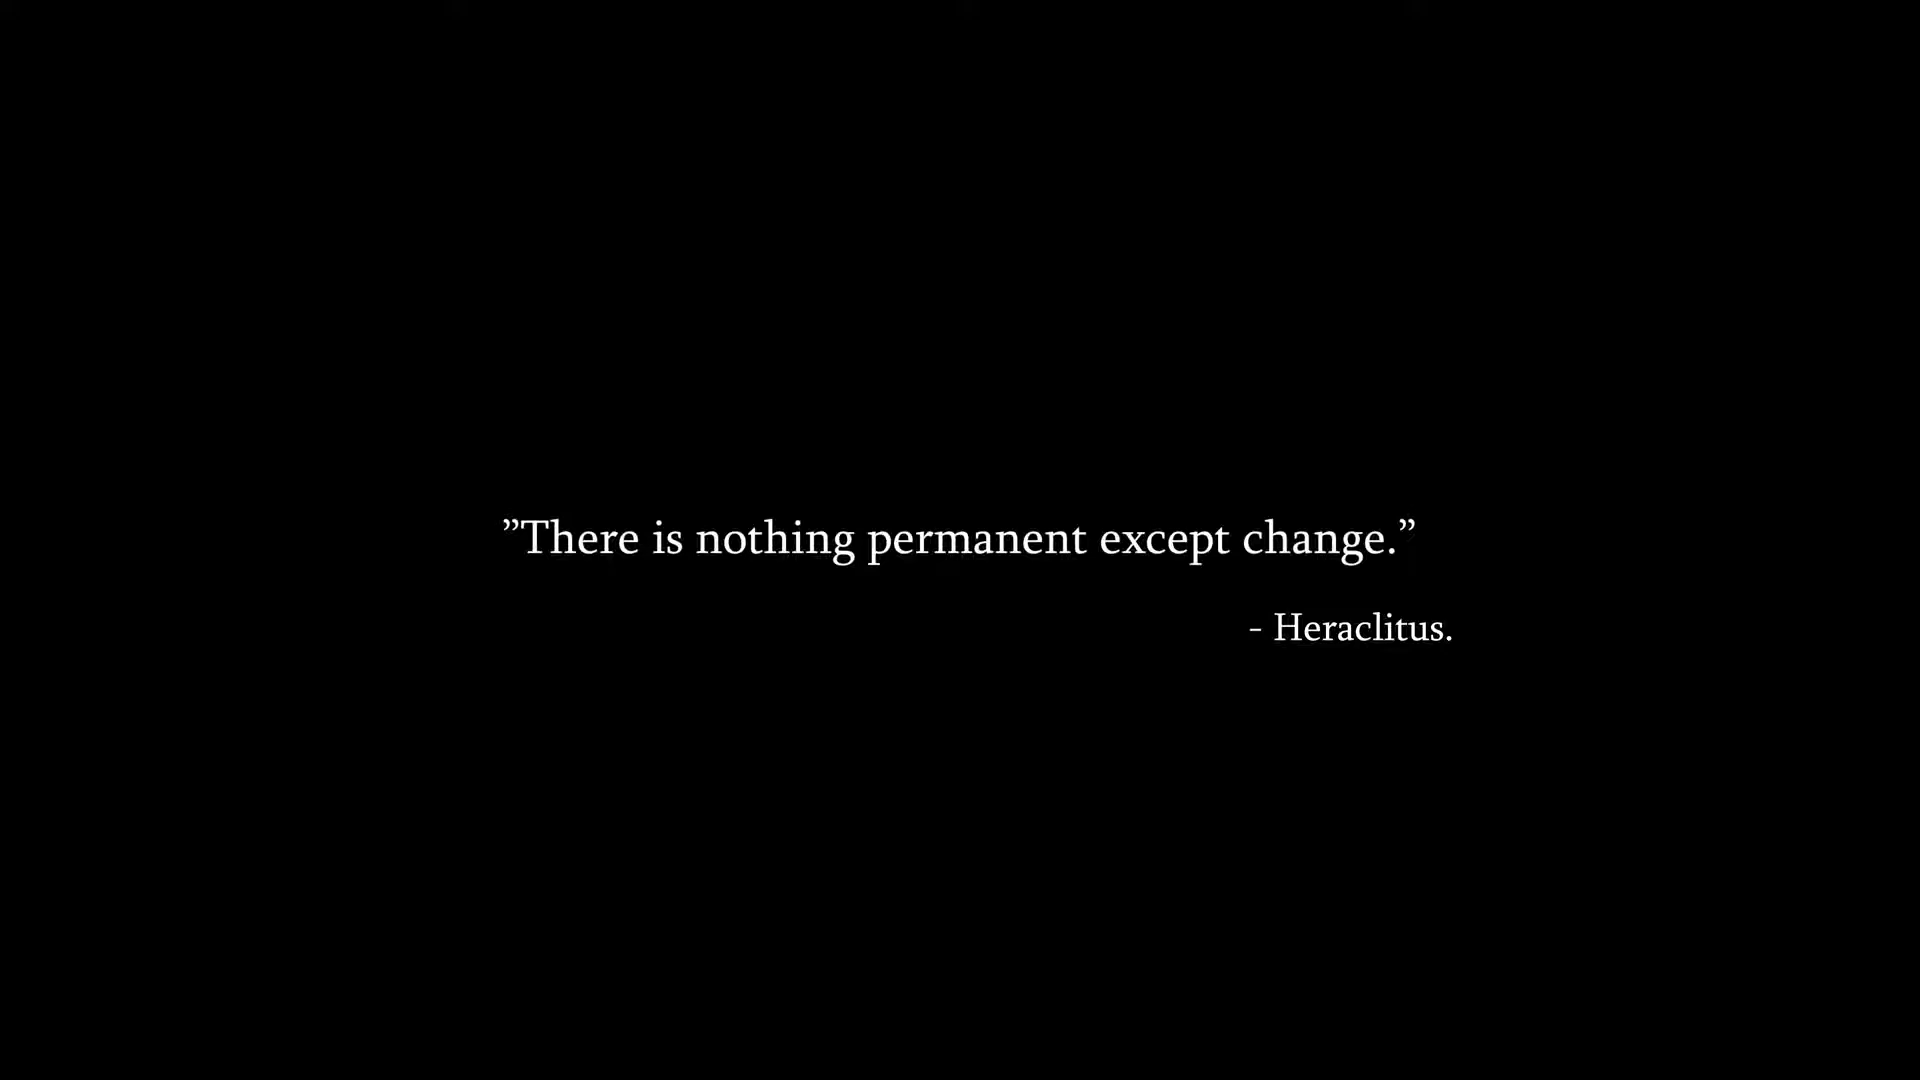 ”There is nothing permanent except change.”
- Heraclitus.